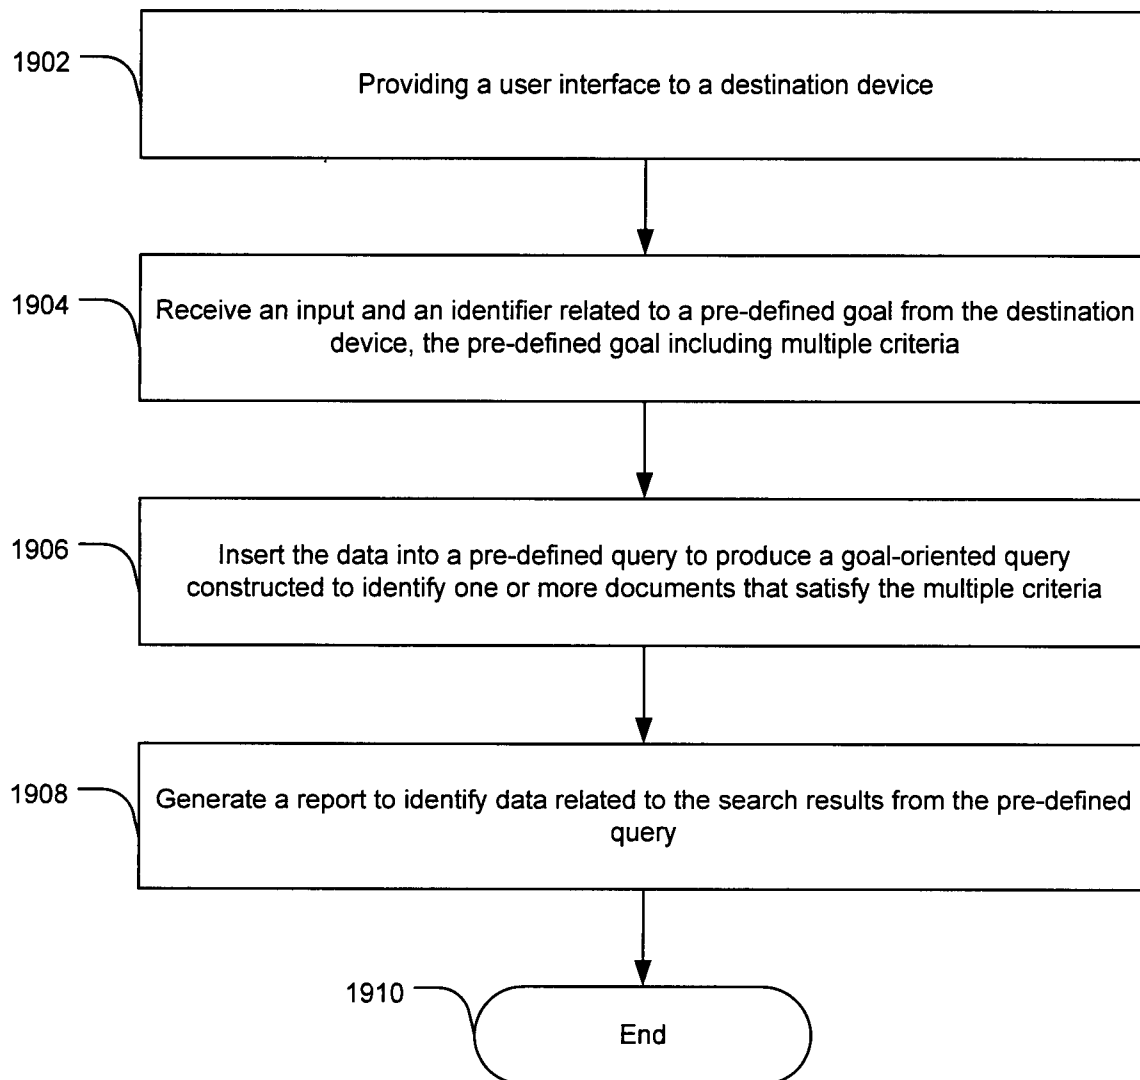 1902
Providing a user interface to a destination device
1904
Receive an input and an identifier related to a pre-defined goal from the destination
device, the pre-defined goal including multiple criteria
1906
Insert the data into a pre-defined query to produce a goal-oriented query
constructed to identify one or more documents that satisfy the multiple criteria
1908
Generate a report to identify data related to the search results from the pre-defined
query
1910
End